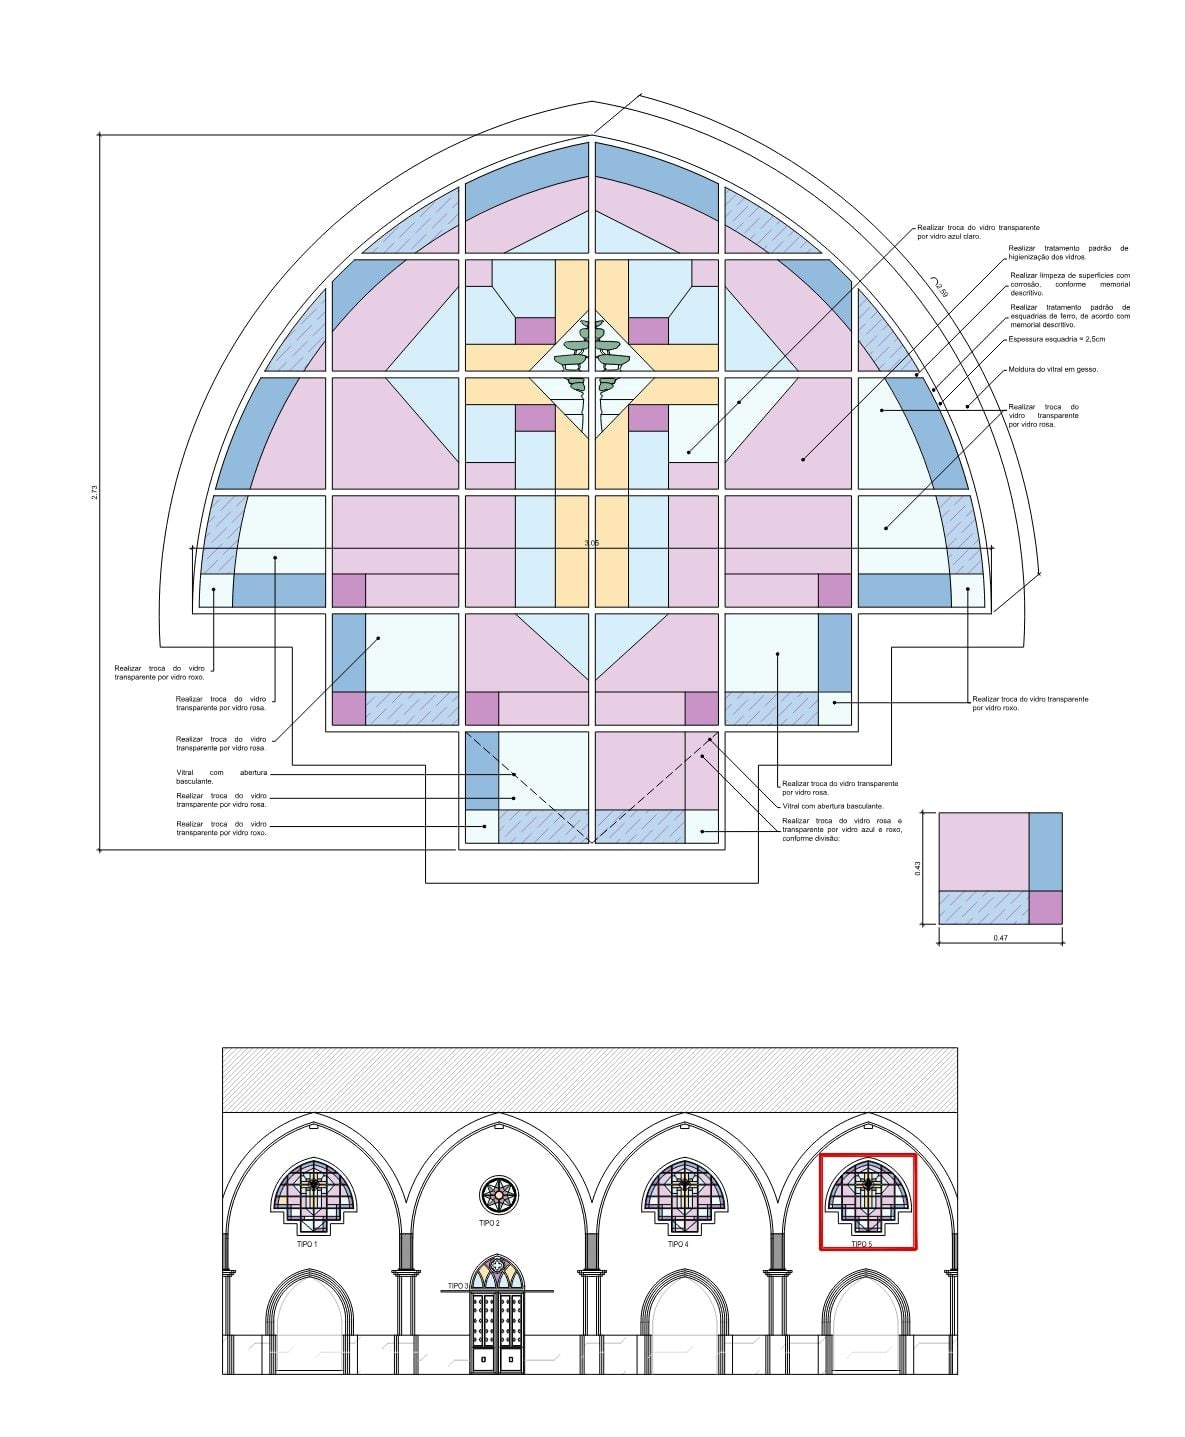 Realizar troca do vidro transparente
por vidro azul claro.
Realizar tratamento padrão de
higienização dos vidros.
Realizar limpeza de superfícies com
corrosão, conforme memorial
descritivo.
Realizar tratamento padrão de
esquadrias de ferro, de acordo com
memorial descritivo.
Espessura esquadria = 2,5cm
Moldura do vitral em gesso.
Realizar troca do
vidro transparente
por vidro rosa.
2.59
2.73
3.05
Realizar troca do vidro
transparente por vidro roxo.
Realizar troca do vidro
transparente por vidro rosa.
Realizar troca do vidro
transparente por vidro rosa.
Vitral com abertura
basculante.
Realizar troca do vidro
transparente por vidro rosa.
Realizar troca do vidro
transparente por vidro roxo.
Realizar troca do vidro transparente
por vidro roxo.
Realizar troca do vidro transparente
por vidro rosa.
Vitral com abertura basculante.
Realizar troca do vidro rosa e
transparente por vidro azul e roxo,
conforme divisão:
0.43
0.47
TIPO 1
TIPO 2
TIPO 3
TIPO 4
TIPO 5